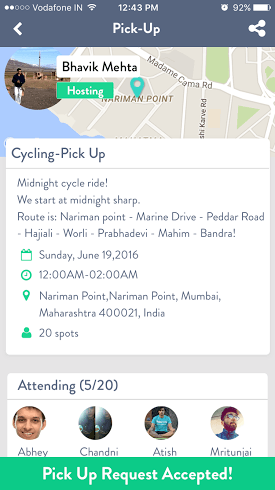 Vodafone IN
12:43 PM
92%
Pick-Up
Bhavik Mehta
Hosting
Madame Cama Rd
NARIMAN POINT
shi Karve Rd
Cycling-Pick Up
Midnight cycle ride!
We start at midnight sharp.
Route is: Nariman point - Marine Drive - Peddar Road
- Hajiali - Worli - Prabhadevi - Mahim - Bandra!
Sunday, June 19,2016
12:00AM-02:00AM
Nariman Point,Nariman Point, Mumbai,
Maharashtra 400021, India
20 spots
Attending (5/20)
Abhey Chandni Atish Mritunjai
Pick Up Request Accepted!